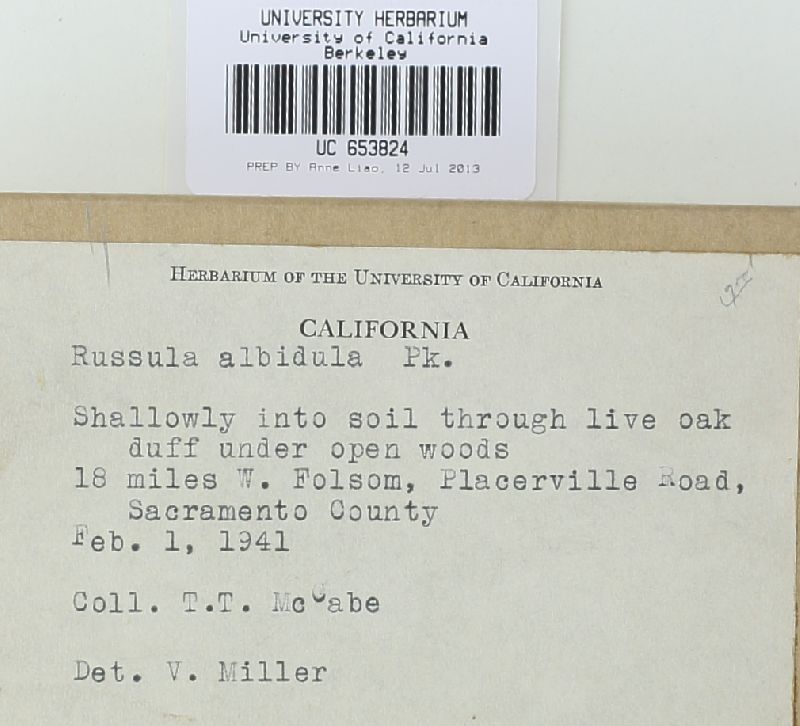 UNIVERSITY HERBARIUM
University of California
Berkeley
UC 653824
PREP BY Anne Liao, 12 Jul 2013
HERBARIUM OF THE UNIVERSITY OF CALIFORNIA
CALIFORNIA
Russula albidula Pk.
Shallowly into soil through live oak
duff under open woods
18 miles W. Folsom, Placerville Road,
Sacramento County
Feb. 1, 1941
Coll. T.T. McCabe
Det. V. Miller